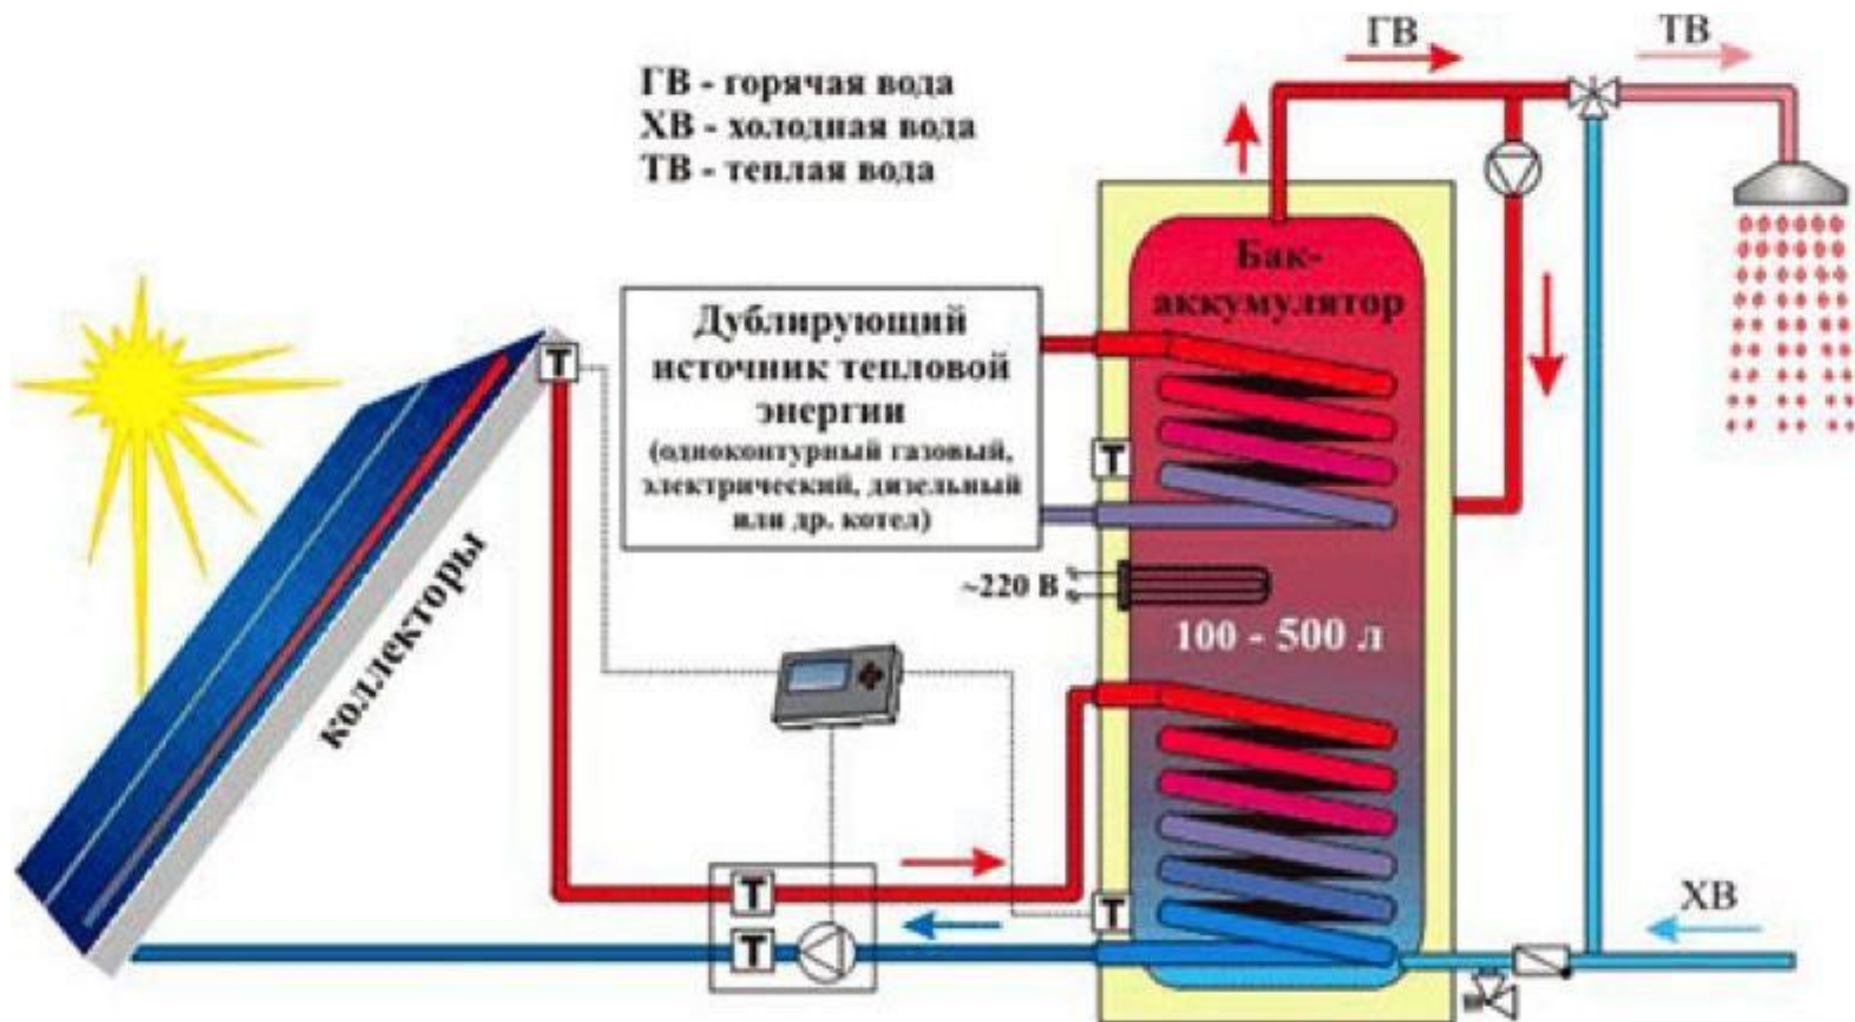 ГВ
ТВ
ГВ - горячая вода
ХВ - холодная вода
ТВ - теплая вода
Бак-
аккумулятор
Дублирующий
источник тепловой
энергии
(одноконтурный газовый,
электрический, дизельный
или др. котел)
T
T
~220 В
100 - 500 л
коллекторы
T
T
ХВ
T